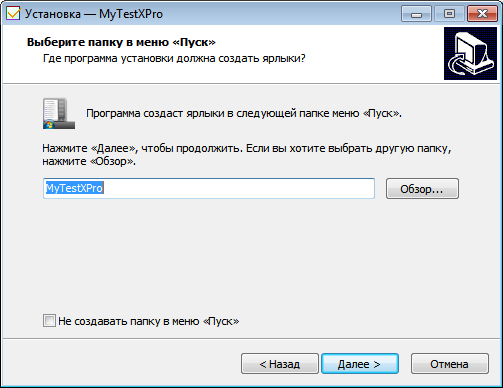 Установка — MyTestXPro
Выберите папку в меню «Пуск»
Где программа установки должна создать ярлыки?
Программа создаст ярлыки в следующей папке меню «Пуск».
Нажмите «Далее», чтобы продолжить. Если вы хотите выбрать другую папку,
нажмите «Обзор».
MyTestXPro
Обзор...
Не создавать папку в меню «Пуск»
< Назад
Далее >
Отмена